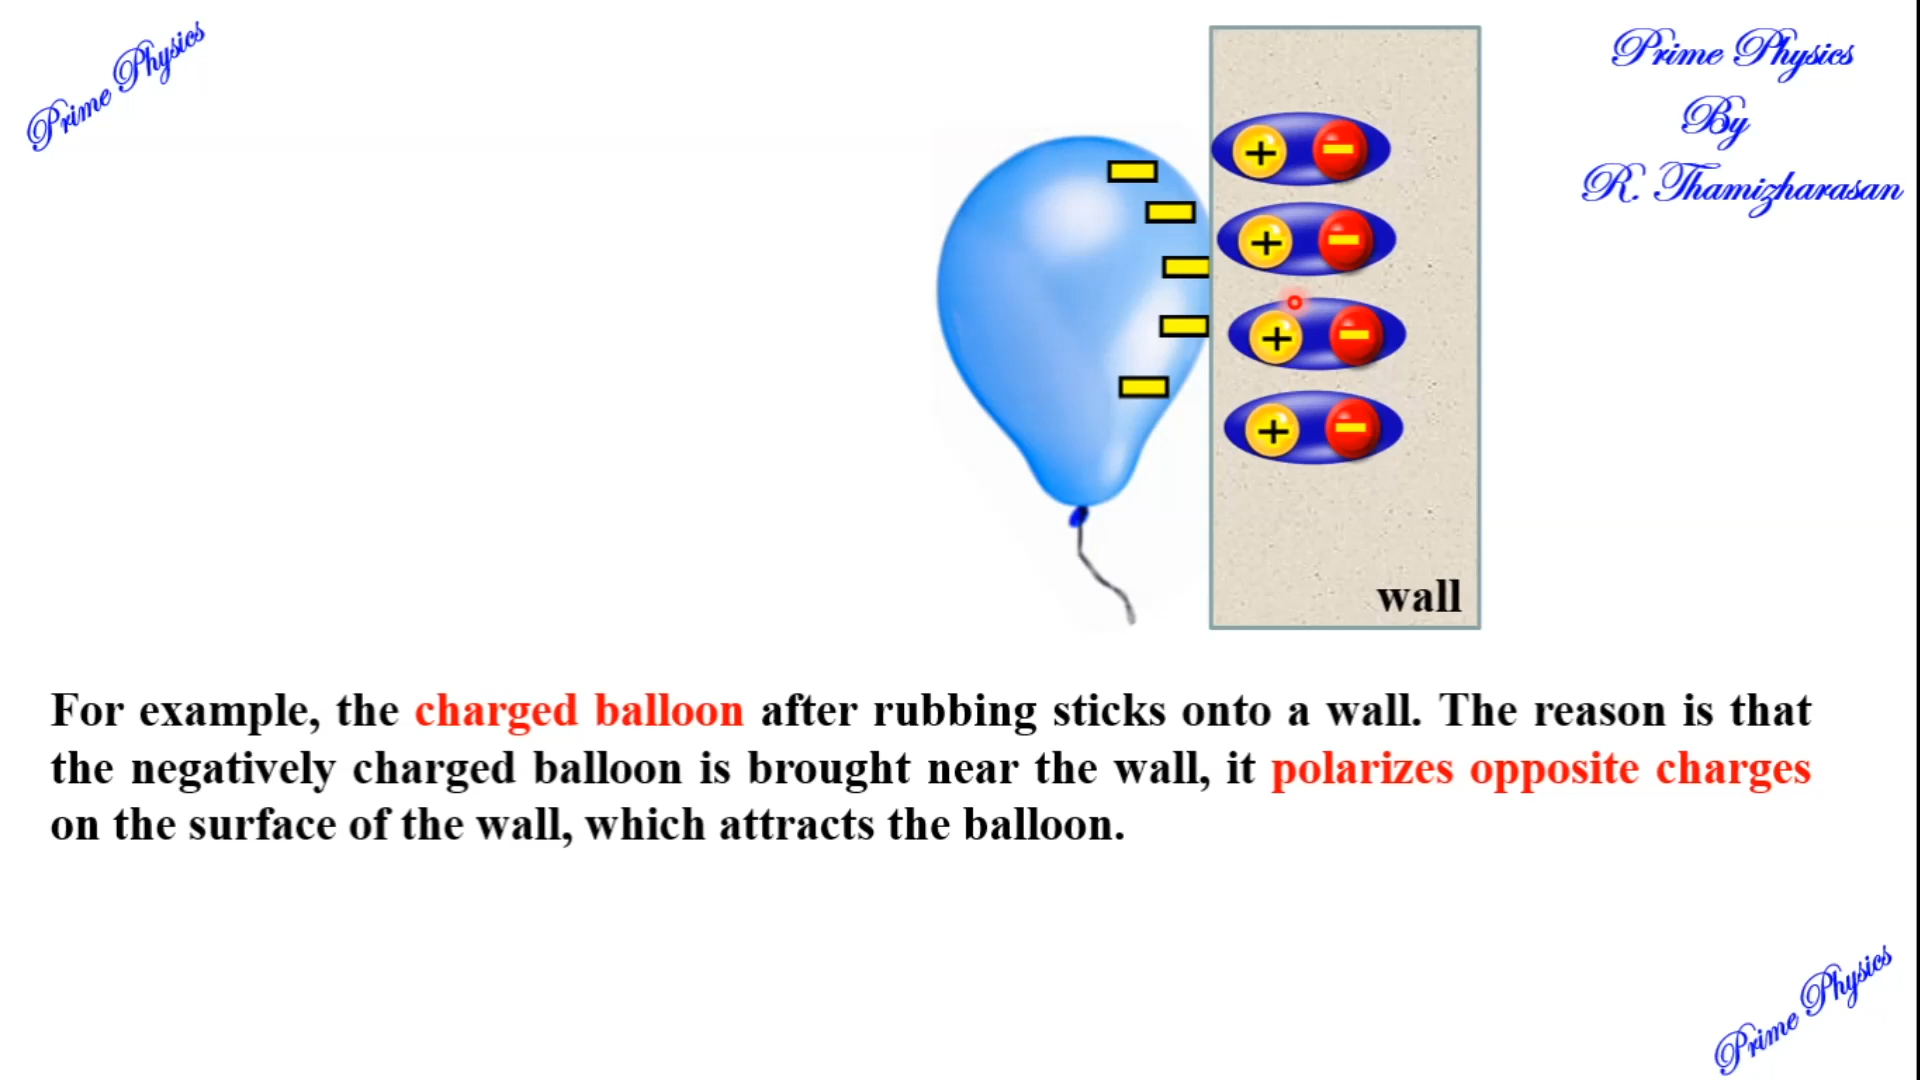 Prime Physics
Prime Physics
By
R. Thamizharasan
+ −
+ −
+ −
+ −
wall
For example, the charged balloon after rubbing sticks onto a wall. The reason is that
the negatively charged balloon is brought near the wall, it polarizes opposite charges
on the surface of the wall, which attracts the balloon.
Prime Physics